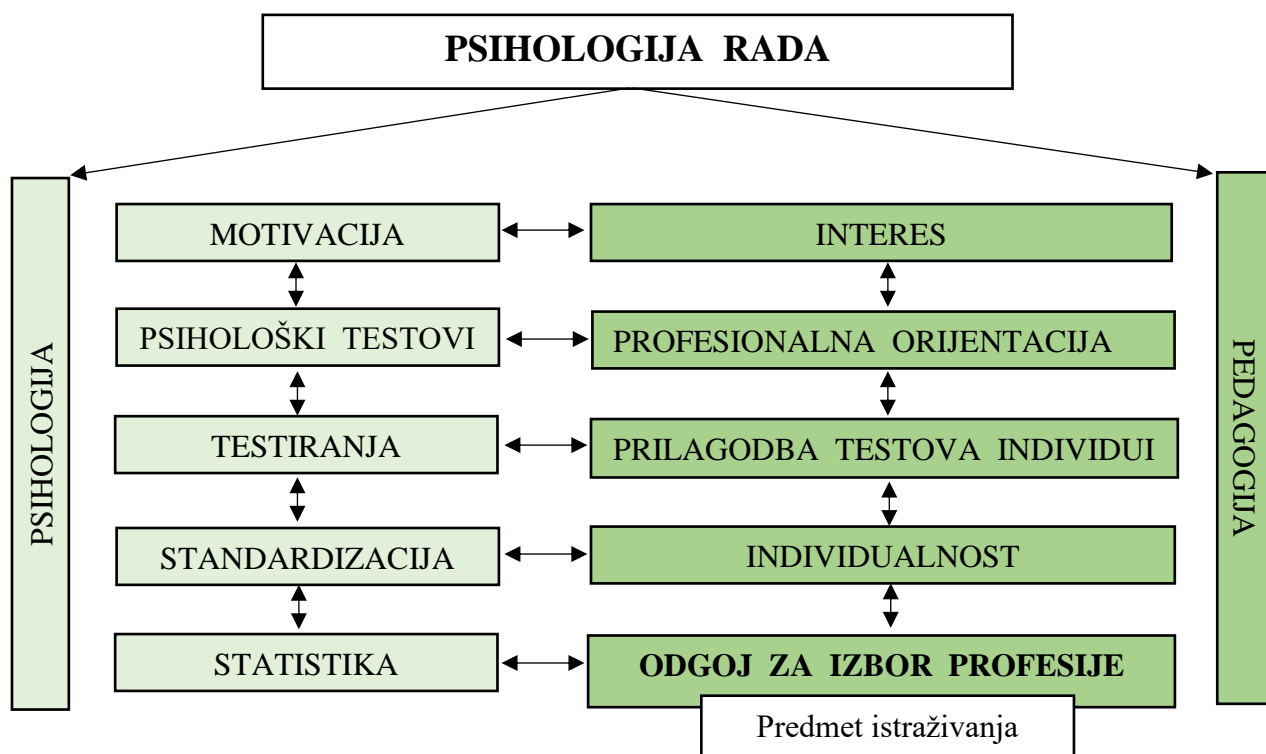 PSIHOLOGIJA RADA
PSIHOLOGIJA
MOTIVACIJA
INTERES
PSIHOLOŠKI TESTOVI
PROFESIONALNA ORIJENTACIJA
TESTIRANJA
PRILAGODBA TESTOVA INDIVIDUI
STANDARDIZACIJA
INDIVIDUALNOST
STATISTIKA
ODGOJ ZA IZBOR PROFESIJE
Predmet istraživanja
PEDAGOGIJA